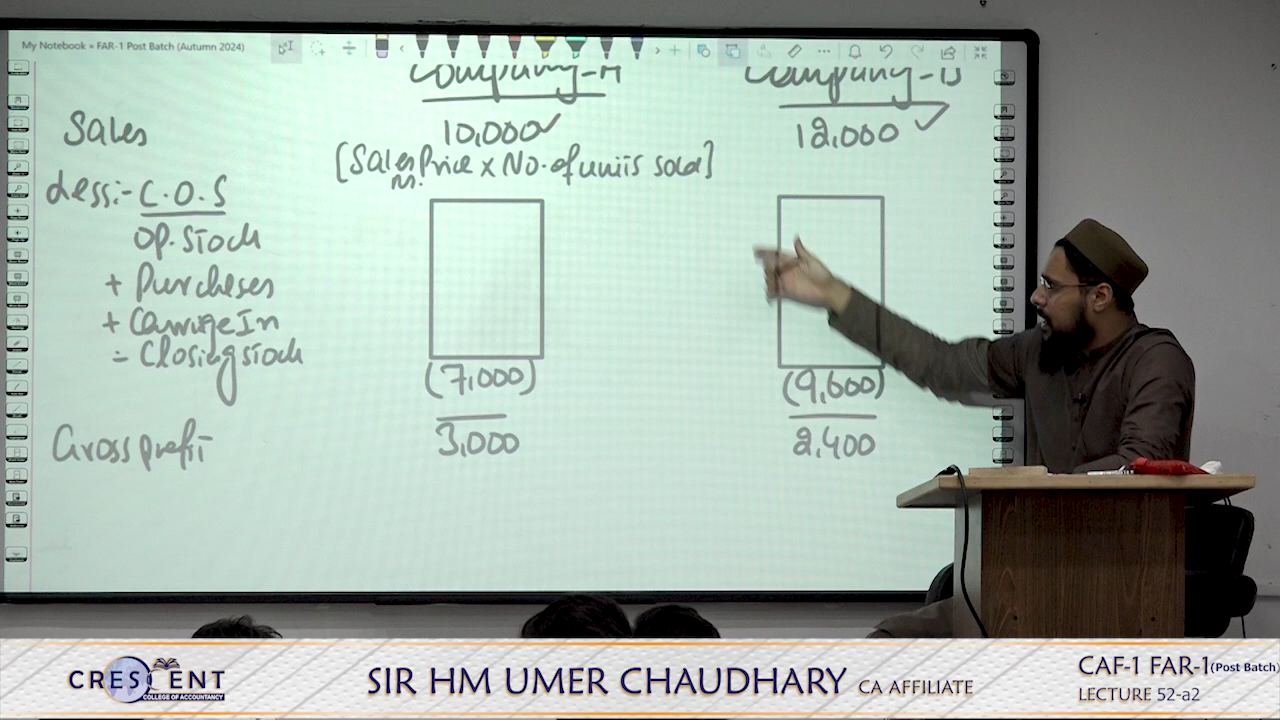 My Notebook » FAR-1 Post Batch (Autumn 2024)
Company-A Company-B
Sales 10,000✓ 12,000 ✓
[Sales Price x No. of units sold]
Less:- C.O.S
Op. Stock
+ Purchases
+ Carriage In
- Closing stock
(7,000) (9,600)
Gross profit 3,000 2,400
CRESCENT
COLLEGE OF ACCOUNTANCY
SIR HM UMER CHAUDHARY CA AFFILIATE
CAF-1 FAR-1 (Post Batch)
LECTURE 52-a2